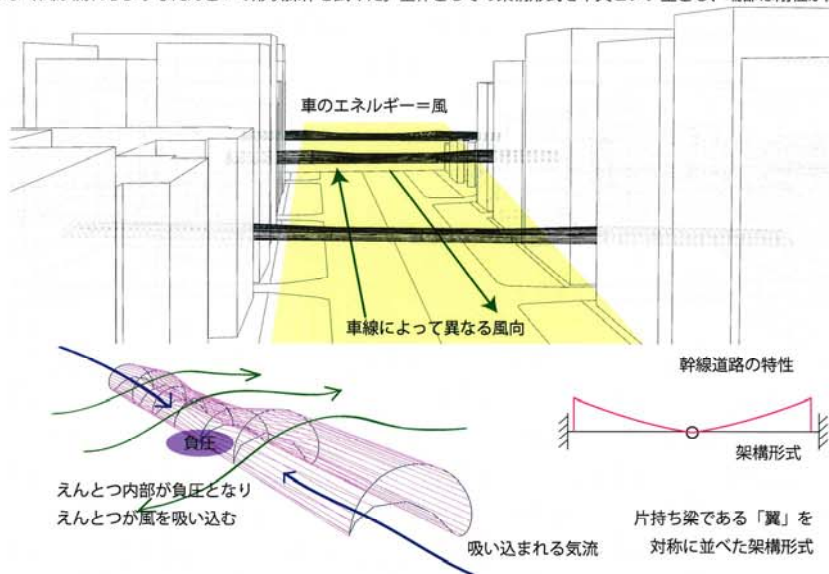 車のエネルギー＝風
車線によって異なる風向
幹線道路の特性
負圧
架構形式
えんとつ内部が負圧となり
えんとつが風を吸い込む
吸い込まれる気流
片持ち梁である「翼」を
対称に並べた架構形式